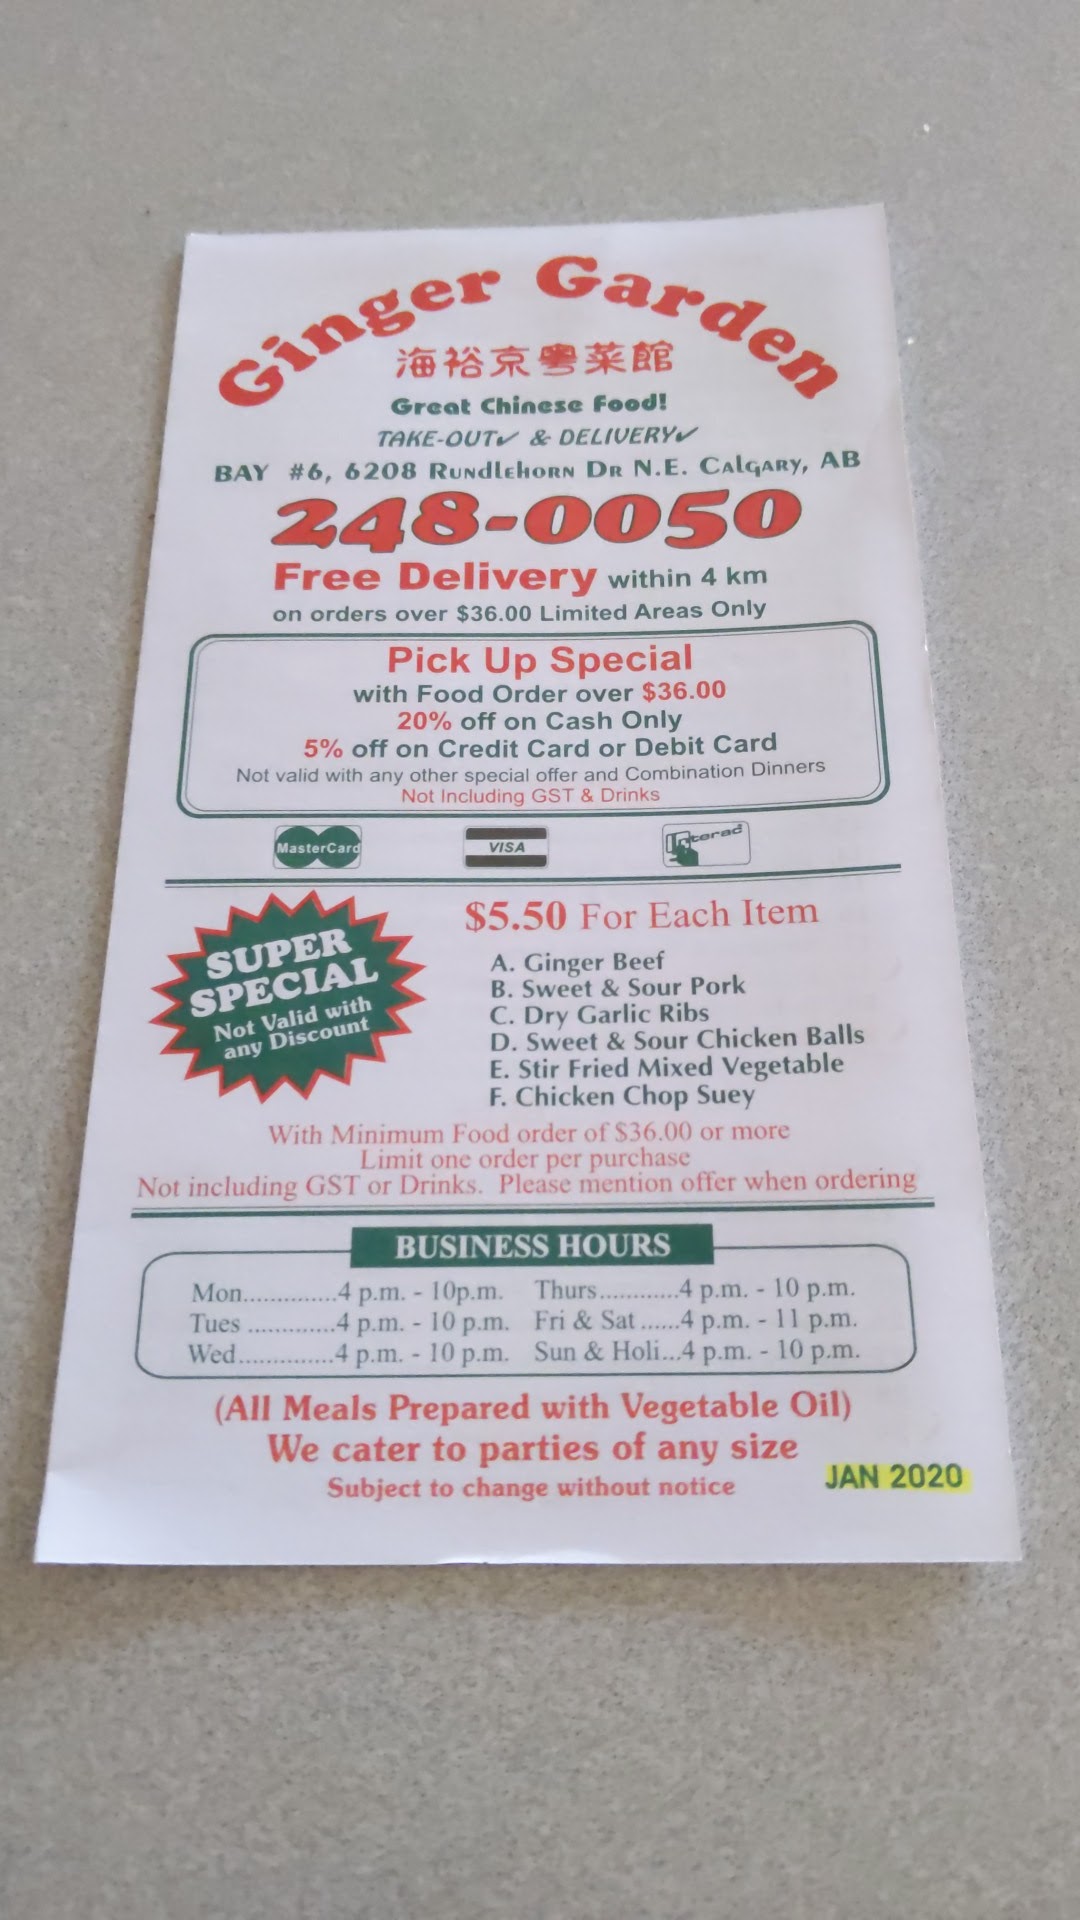 Ginger Garden
海裕京粵菜館
Great Chinese Food!
TAKE-OUT✓ & DELIVERY✓
BAY #6, 6208 RUNDLEHORN DR N.E. CALGARY, AB
248-0050
Free Delivery within 4 km
on orders over $36.00 Limited Areas Only
Pick Up Special
with Food Order over $36.00
20% off on Cash Only
5% off on Credit Card or Debit Card
Not valid with any other special offer and Combination Dinners
Not Including GST & Drinks
MasterCard
VISA
Interac
SUPER
SPECIAL
Not Valid with
any Discount
$5.50 For Each Item
A. Ginger Beef
B. Sweet & Sour Pork
C. Dry Garlic Ribs
D. Sweet & Sour Chicken Balls
E. Stir Fried Mixed Vegetable
F. Chicken Chop Suey
With Minimum Food order of $36.00 or more
Limit one order per purchase
Not including GST or Drinks. Please mention offer when ordering
BUSINESS HOURS
Mon..............4 p.m. - 10p.m. Thurs............4 p.m. - 10 p.m.
Tues .............4 p.m. - 10 p.m. Fri & Sat ......4 p.m. - 11 p.m.
Wed..............4 p.m. - 10 p.m. Sun & Holi...4 p.m. - 10 p.m.
(All Meals Prepared with Vegetable Oil)
We cater to parties of any size
Subject to change without notice
JAN 2020